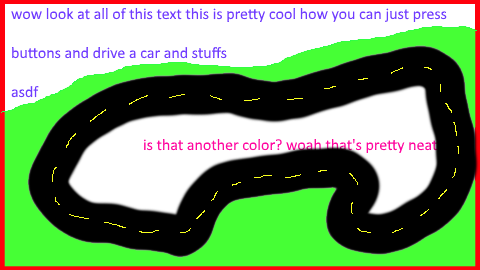 wow look at all of this text this is pretty cool how you can just press
buttons and drive a car and stuffs
asdf
is that another color? woah that's pretty neat